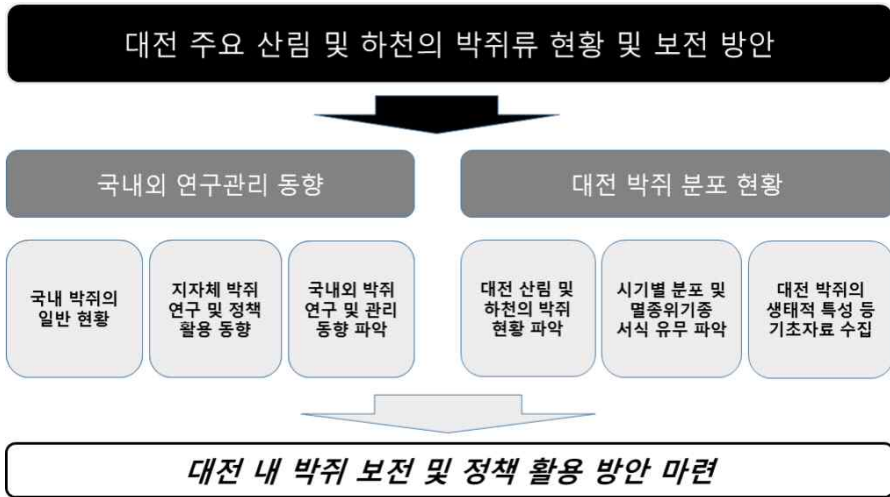 대전 주요 산림 및 하천의 박쥐류 현황 및 보전 방안
국내외 연구관리 동향
대전 박쥐 분포 현황
국내 박쥐의
일반 현황
지자체 박쥐
연구 및 정책
활용 동향
국내외 박쥐
연구 및 관리
동향 파악
대전 산림 및
하천의 박쥐
현황 파악
시기별 분포 및
멸종위기종
서식 유무 파악
대전 박쥐의
생태적 특성 등
기초자료 수집
대전 내 박쥐 보전 및 정책 활용 방안 마련